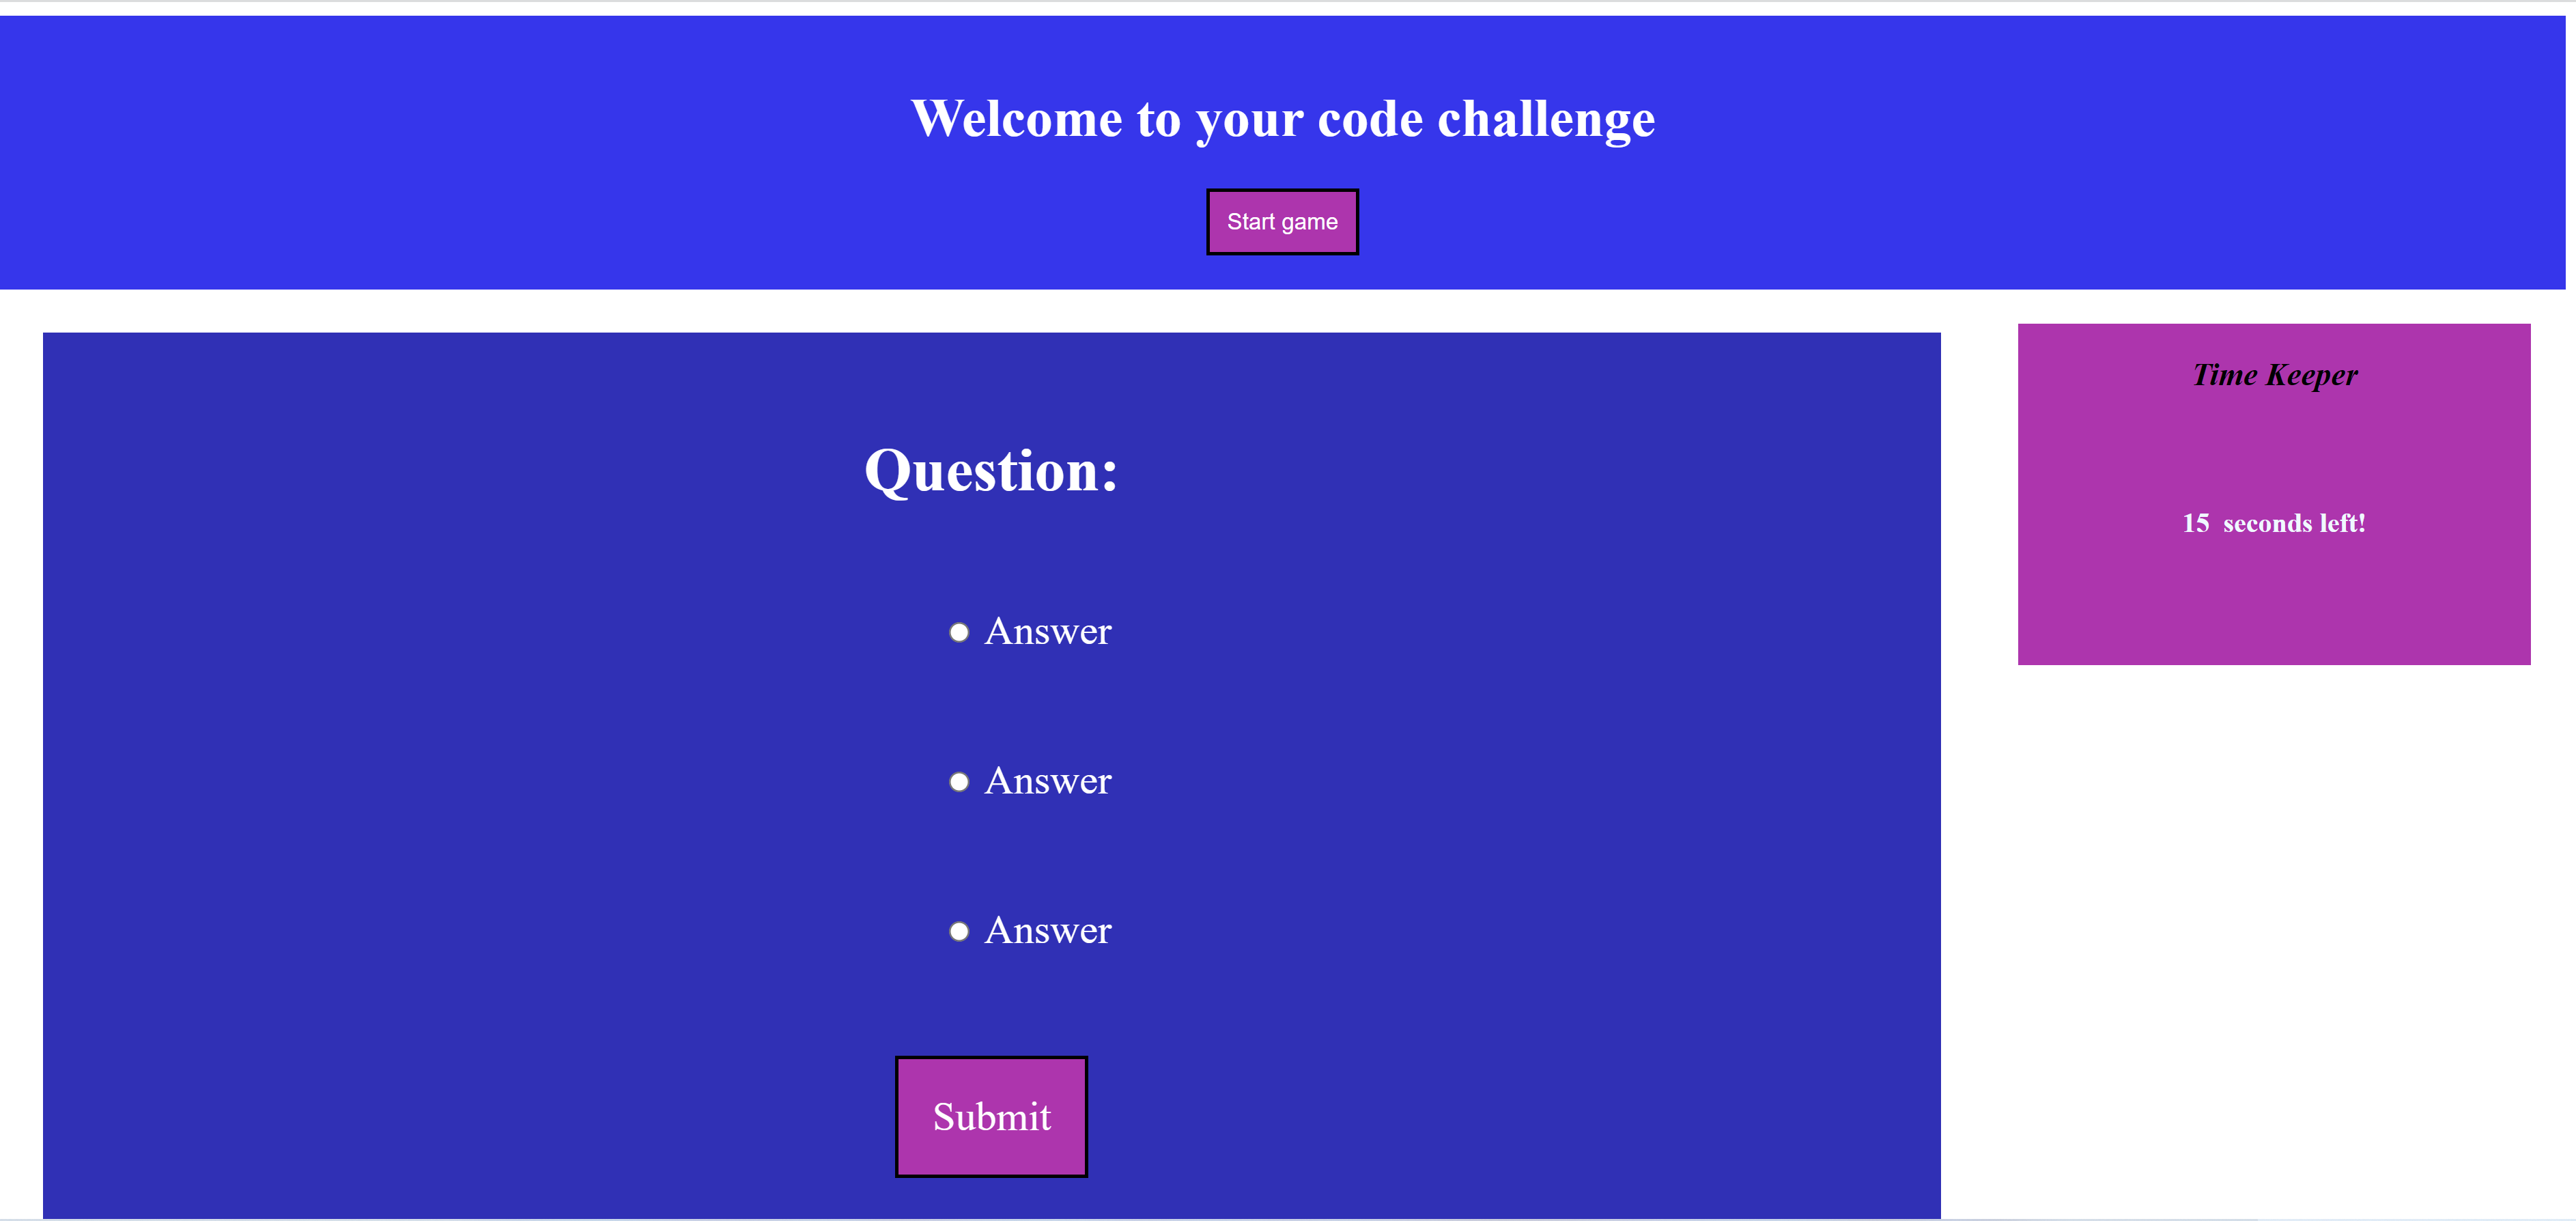 Welcome to your code challenge
Start game
Question:
Answer
Answer
Answer
Submit
Time Keeper
15 seconds left!